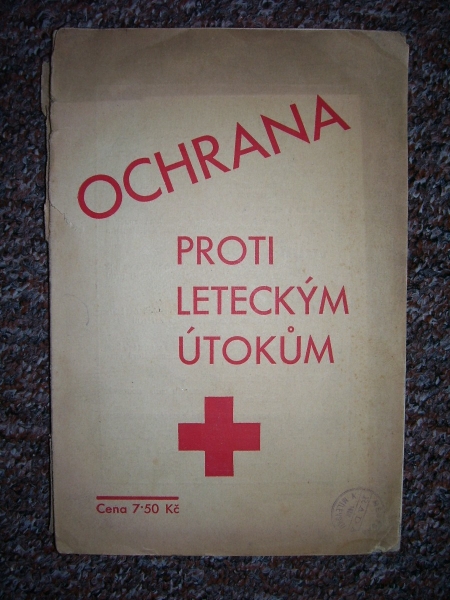 OCHRANA
PROTI
LETECKÝM
ÚTOKŮM
Cena 7·50 Kč